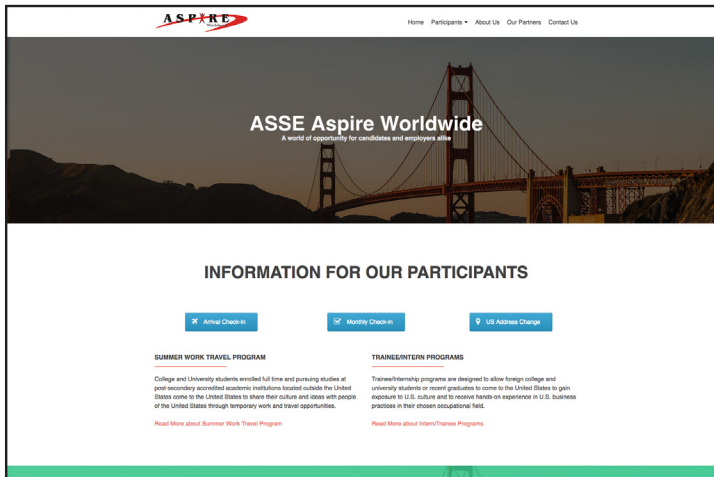 ASPIRE
Worldwide
Home Participants About Us Our Partners Contact Us
ASSE Aspire Worldwide
A world of opportunity for candidates and employers alike
INFORMATION FOR OUR PARTICIPANTS
Arrival Check-in Monthly Check-in US Address Change
SUMMER WORK TRAVEL PROGRAM
College and University students enrolled full time and pursuing studies at
post-secondary accredited academic institutions located outside the United
States come to the United States to share their culture and ideas with people
of the United States through temporary work and travel opportunities.
Read More about Summer Work Travel Program
TRAINEE/INTERN PROGRAMS
Trainee/Internship programs are designed to allow foreign college and
university students or recent graduates to come to the United States to gain
exposure to U.S. culture and to receive hands-on experience in U.S. business
practices in their chosen occupational field.
Read More about Intern/Trainee Programs